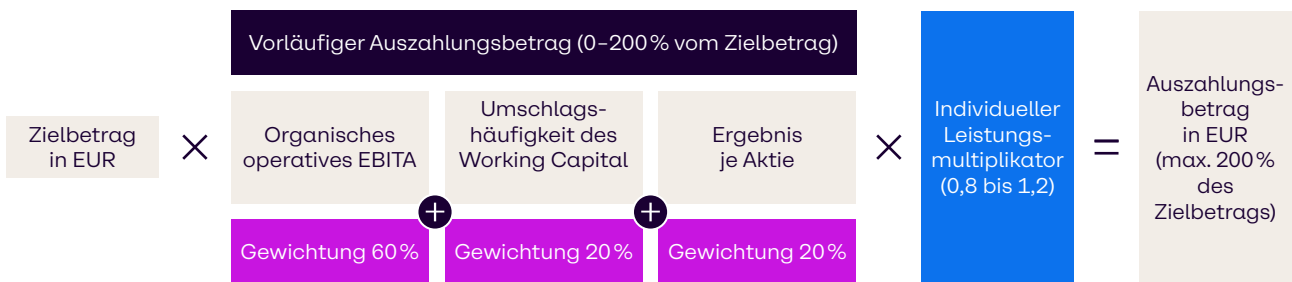 Vorläufiger Auszahlungsbetrag (0–200 % vom Zielbetrag)
Zielbetrag
in EUR
×
Organisches
operatives EBITA
+
Umschlags-
häufigkeit des
Working Capital
+
Ergebnis
je Aktie
Gewichtung 60 %
Gewichtung 20 %
Gewichtung 20 %
×
Individueller
Leistungs-
multiplikator
(0,8 bis 1,2)
=
Auszahlungs-
betrag
in EUR
(max. 200 %
des
Zielbetrags)